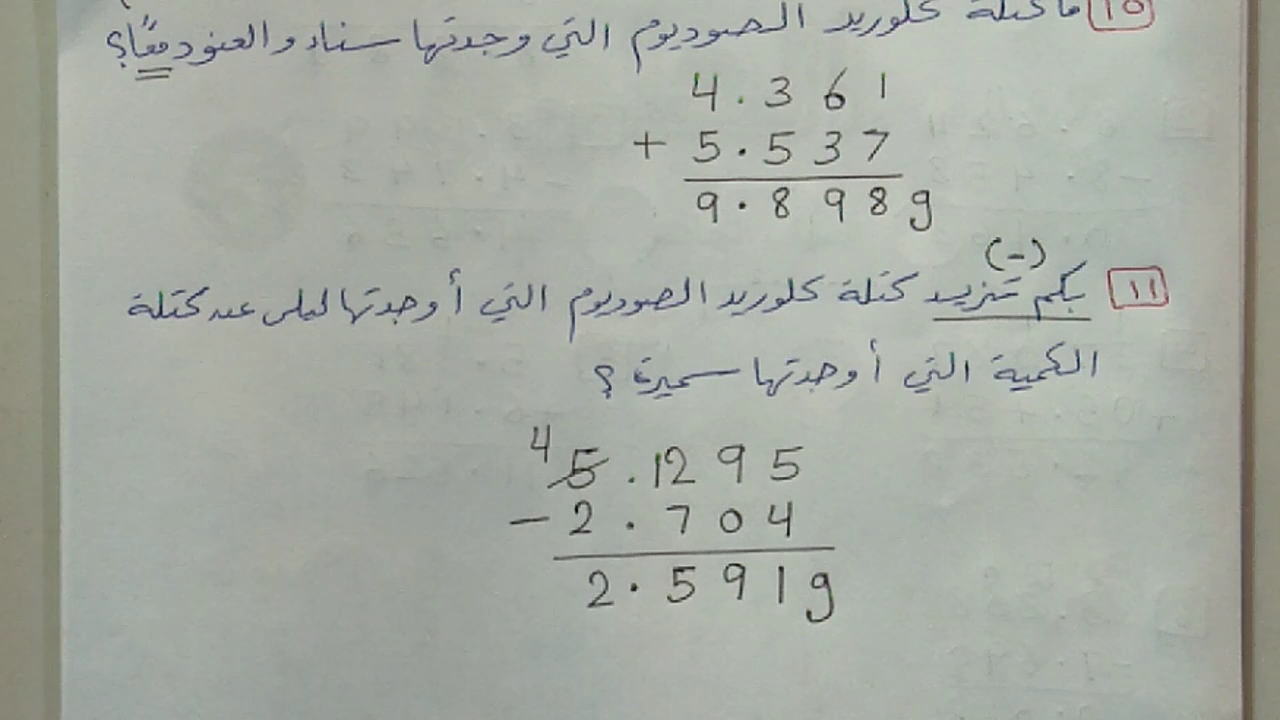 ١٥ ما كتلة كلوريد الصوديوم التي وجدتها سناء والعنود معًا؟
4.361
+ 5.537
9.898g
(-)
١١ بكم تزيد كتلة كلوريد الصوديوم التي أوجدتها ليلى عن كتلة
الكمية التي أوجدتها سميرة ؟
4
5.1295
- 2.704
2.591g